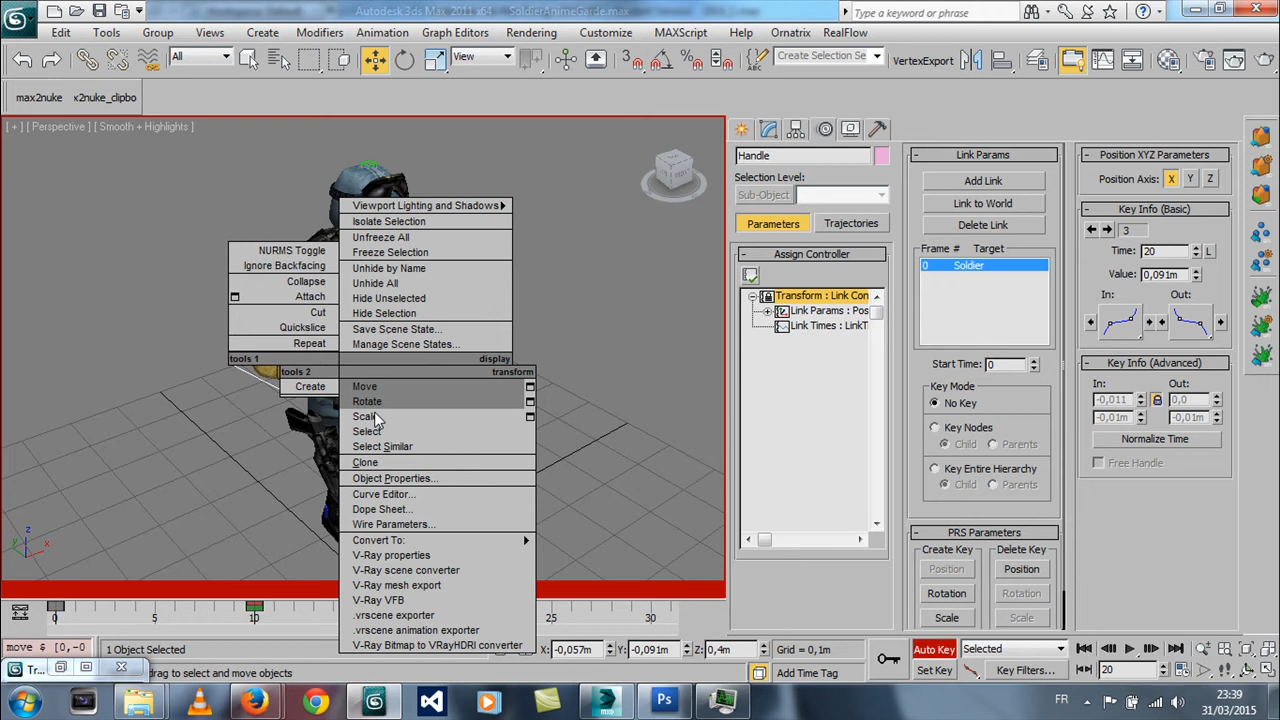 Autodesk 3ds Max 2011 x64
SoldierAnimeGarde.max
Type a keyword or phrase
Edit
Tools
Group
Views
Create
Modifiers
Animation
Graph Editors
Rendering
Customize
MAXScript
Help
Ornatrix
RealFlow
All
View
3
Create Selection Se
VertexExport
max2nuke
x2nuke_clipbo
[ + ] [ Perspective ] [ Smooth + Highlights ]
Viewport Lighting and Shadows
Isolate Selection
Unfreeze All
Freeze Selection
Unhide by Name
Unhide All
Hide Unselected
Hide Selection
Save Scene State...
Manage Scene States...
display
NURMS Toggle
Ignore Backfacing
Collapse
Attach
Cut
Quickslice
Repeat
tools 1
tools 2
Create
transform
Move
Rotate
Scale
Select
Select Similar
Clone
Object Properties...
Curve Editor...
Dope Sheet...
Wire Parameters...
Convert To:
V-Ray properties
V-Ray scene converter
V-Ray mesh export
V-Ray VFB
.vrscene exporter
.vrscene animation exporter
V-Ray Bitmap to VRayHDRI converter
z
x
y
Handle
Selection Level:
Sub-Object
Parameters
Trajectories
Assign Controller
Transform : Link Con
Link Params : Pos
Link Times : LinkT
Link Params
Add Link
Link to World
Delete Link
Frame # Target
0 Soldier
Start Time: 0
Key Mode
No Key
Key Nodes
Child Parents
Key Entire Hierarchy
Child Parents
PRS Parameters
Create Key Delete Key
Position Position
Rotation Rotation
Scale Scale
Position XYZ Parameters
Position Axis: X Y Z
Key Info (Basic)
3
Time: 20 L
Value: 0,091m
In: Out:
Key Info (Advanced)
In: Out:
-0,011 0,0
-0,01m -0,01m
Normalize Time
Free Handle
0 5 10 30
move $ [0,-0
1 Object Selected
X: -0,057m Y: -0,091m Z: 0,4m
Grid = 0,1m
Auto Key
Selected
Tr...
drag to select and move objects
Add Time Tag
Set Key
Key Filters...
20
FR
23:39
31/03/2015